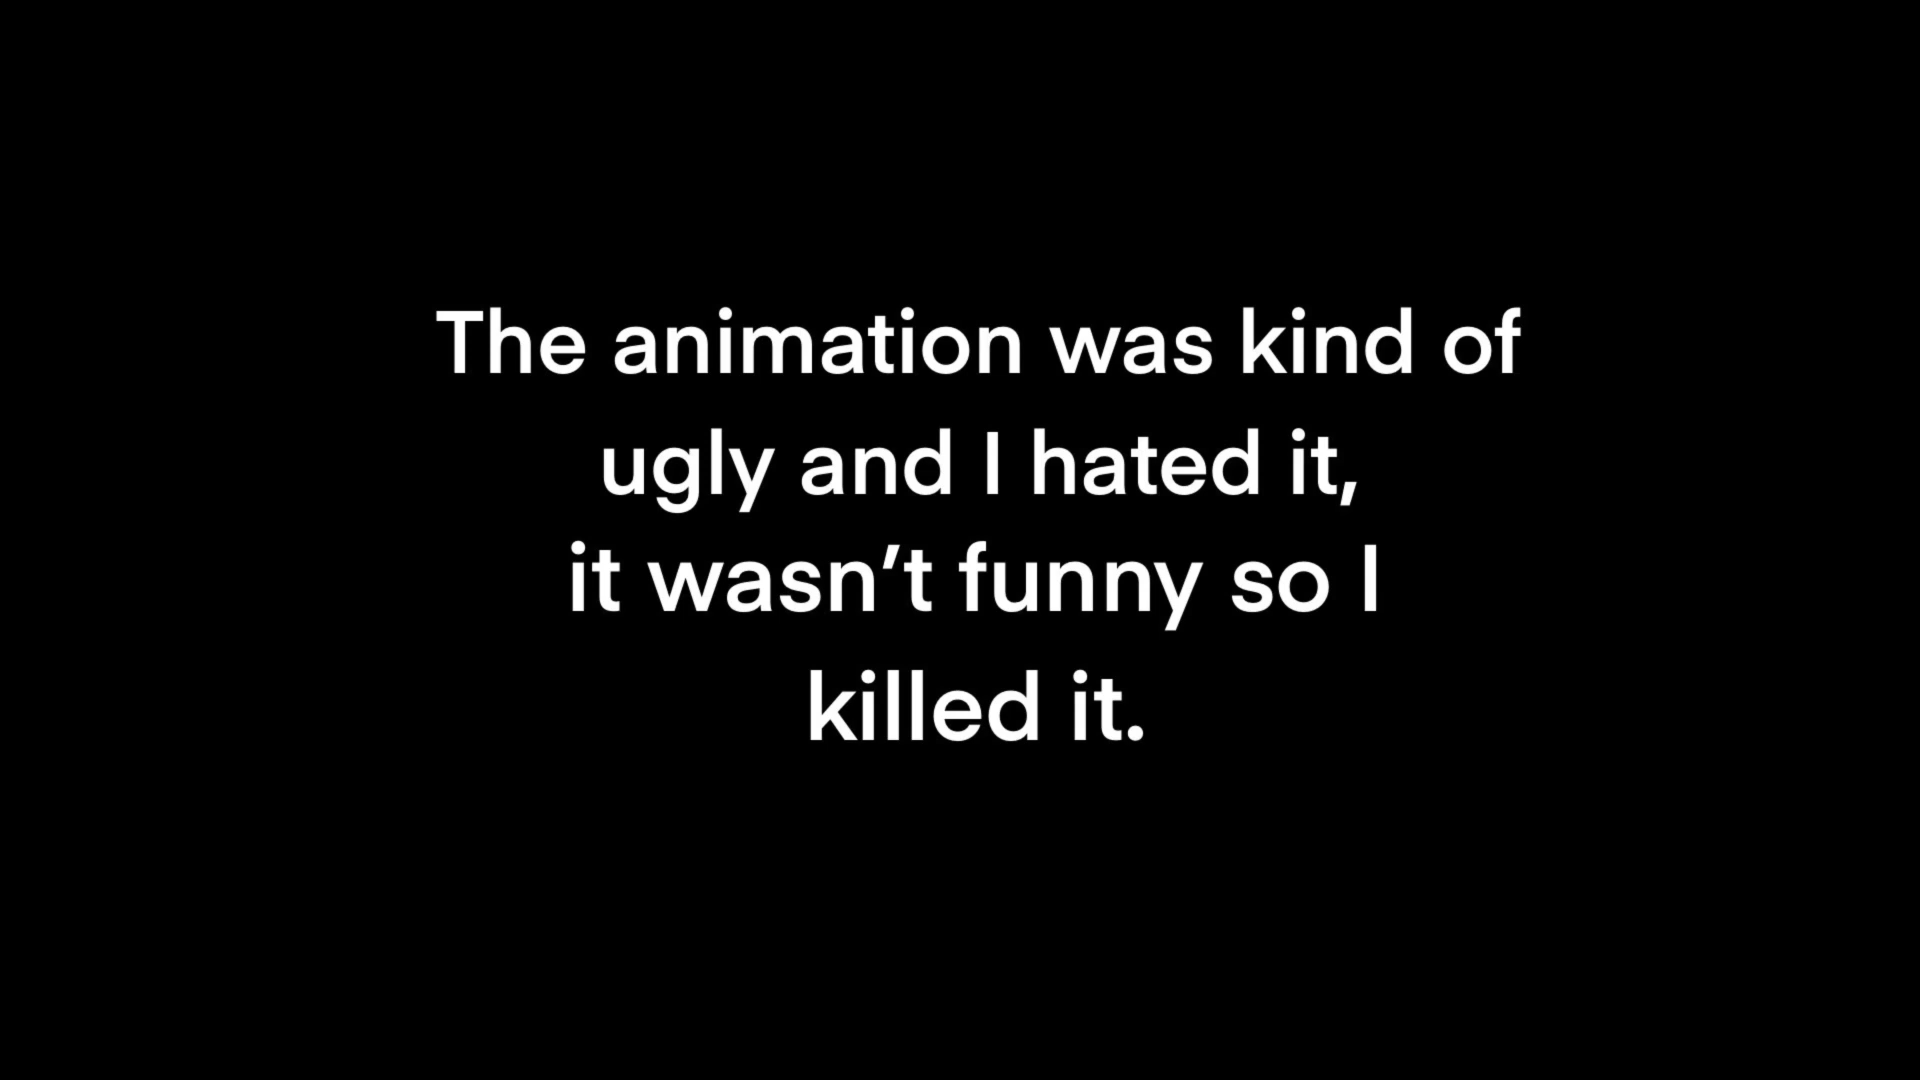 The animation was kind of
ugly and I hated it,
it wasn’t funny so I
killed it.